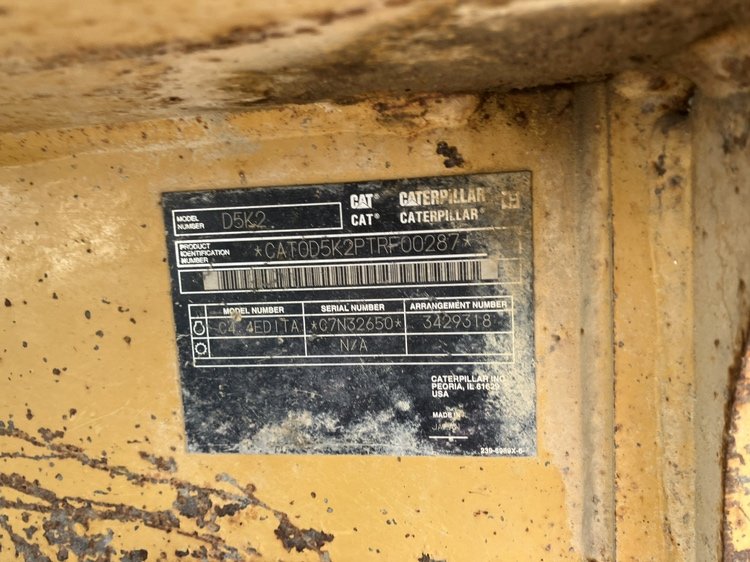 MODEL NUMBER D5K2
CAT CATERPILLAR
CAT® CATERPILLAR®
PRODUCT IDENTIFICATION NUMBER *CAT0D5K2PTRF00287*
MODEL NUMBER SERIAL NUMBER ARRANGEMENT NUMBER
C4.4EDITA *C7N32650* 3429318
N/A
CATERPILLAR INC.
PEORIA, IL 61629
USA
MADE IN
JAPAN